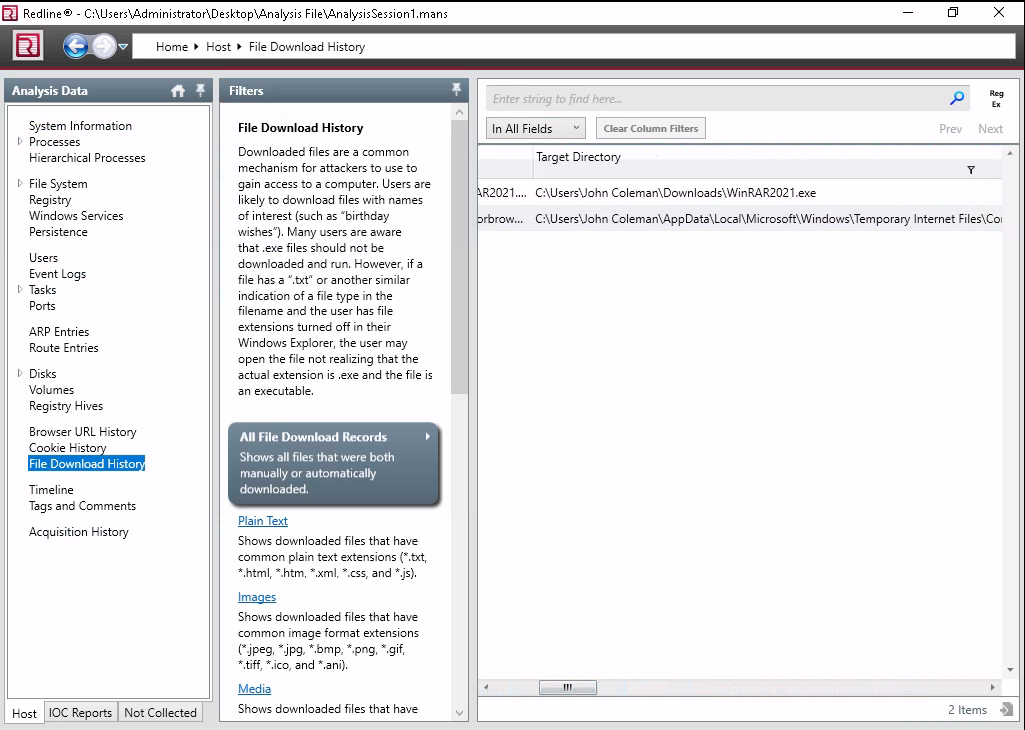 Redline® - C:\Users\Administrator\Desktop\Analysis File\AnalysisSession1.mans
Home
Host
File Download History
Analysis Data
System Information
Processes
Hierarchical Processes
File System
Registry
Windows Services
Persistence
Users
Event Logs
Tasks
Ports
ARP Entries
Route Entries
Disks
Volumes
Registry Hives
Browser URL History
Cookie History
File Download History
Timeline
Tags and Comments
Acquisition History
Host
IOC Reports
Not Collected
Filters
File Download History
Downloaded files are a common
mechanism for attackers to use to
gain access to a computer. Users are
likely to download files with names
of interest (such as "birthday
wishes"). Many users are aware
that .exe files should not be
downloaded and run. However, if a
file has a ".txt" or another similar
indication of a file type in the
filename and the user has file
extensions turned off in their
Windows Explorer, the user may
open the file not realizing that the
actual extension is .exe and the file is
an executable.
All File Download Records
Shows all files that were both
manually or automatically
downloaded.
Plain Text
Shows downloaded files that have
common plain text extensions (*.txt,
*.html, *.htm, *.xml, *.css, and *.js).
Images
Shows downloaded files that have
common image format extensions
(*.jpeg, *.jpg, *.bmp, *.png, *.gif,
*.tiff, *.ico, and *.ani).
Media
Shows downloaded files that have
Enter string to find here...
Reg
Ex
In All Fields
Clear Column Filters
Prev
Next
Target Directory
AR2021.... C:\Users\John Coleman\Downloads\WinRAR2021.exe
orbrow... C:\Users\John Coleman\AppData\Local\Microsoft\Windows\Temporary Internet Files\Co
2 Items